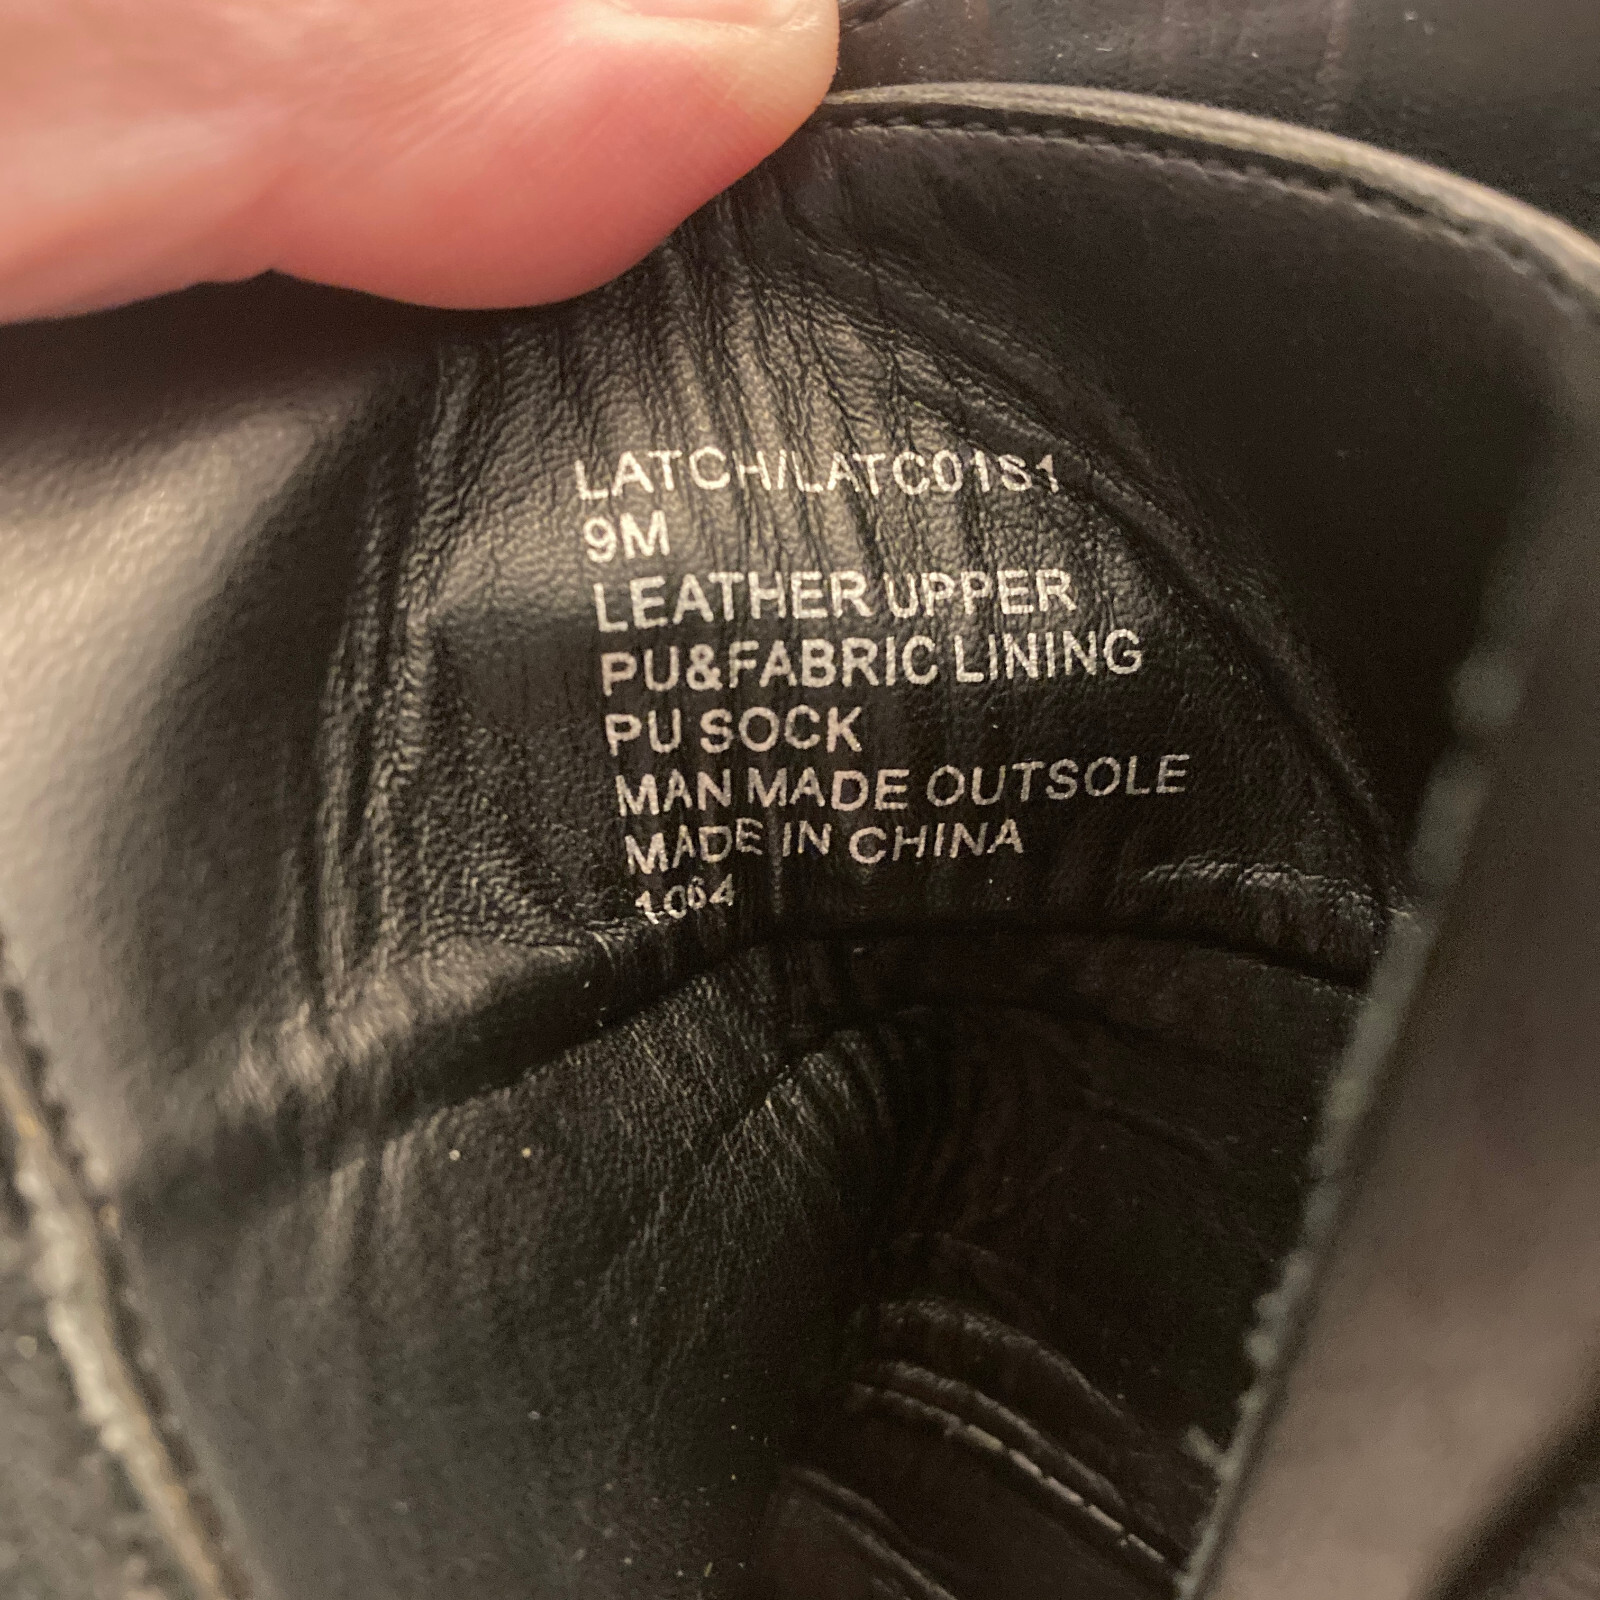 LATCH/LATC01S1
9M
LEATHER UPPER
PU&FABRIC LINING
PU SOCK
MAN MADE OUTSOLE
MADE IN CHINA
1064